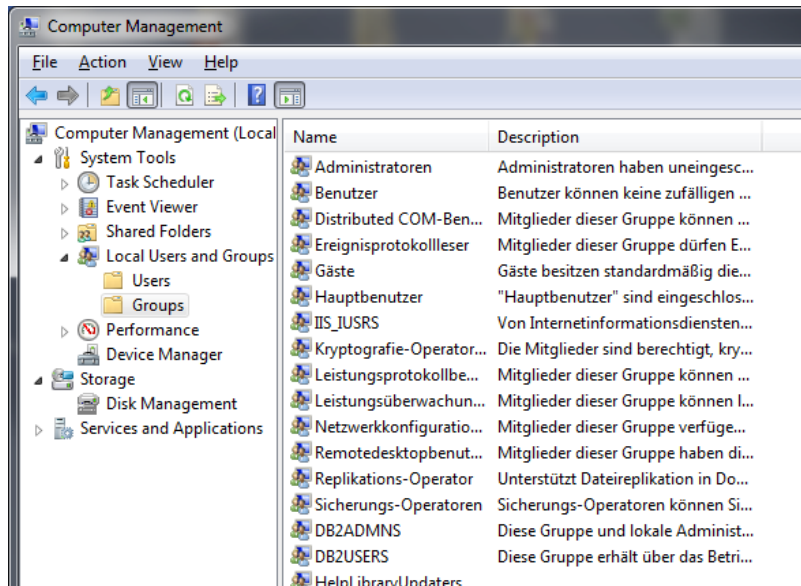 Computer Management
File Action View Help
Computer Management (Local
System Tools
Task Scheduler
Event Viewer
Shared Folders
Local Users and Groups
Users
Groups
Performance
Device Manager
Storage
Disk Management
Services and Applications
Name Description
Administratoren Administratoren haben uneingesc...
Benutzer Benutzer können keine zufälligen ...
Distributed COM-Ben... Mitglieder dieser Gruppe können ...
Ereignisprotokollleser Mitglieder dieser Gruppe dürfen E...
Gäste Gäste besitzen standardmäßig die...
Hauptbenutzer "Hauptbenutzer" sind eingeschlos...
IIS_IUSRS Von Internetinformationsdiensten...
Kryptografie-Operator... Die Mitglieder sind berechtigt, kry...
Leistungsprotokollbe... Mitglieder dieser Gruppe können ...
Leistungsüberwachun... Mitglieder dieser Gruppe können l...
Netzwerkkonfiguratio... Mitglieder dieser Gruppe verfüge...
Remotedesktopbenut... Mitglieder dieser Gruppe haben di...
Replikations-Operator Unterstützt Dateireplikation in Do...
Sicherungs-Operatoren Sicherungs-Operatoren können Si...
DB2ADMNS Diese Gruppe und lokale Administ...
DB2USERS Diese Gruppe erhält über das Betri...
HelpLibraryUpdaters